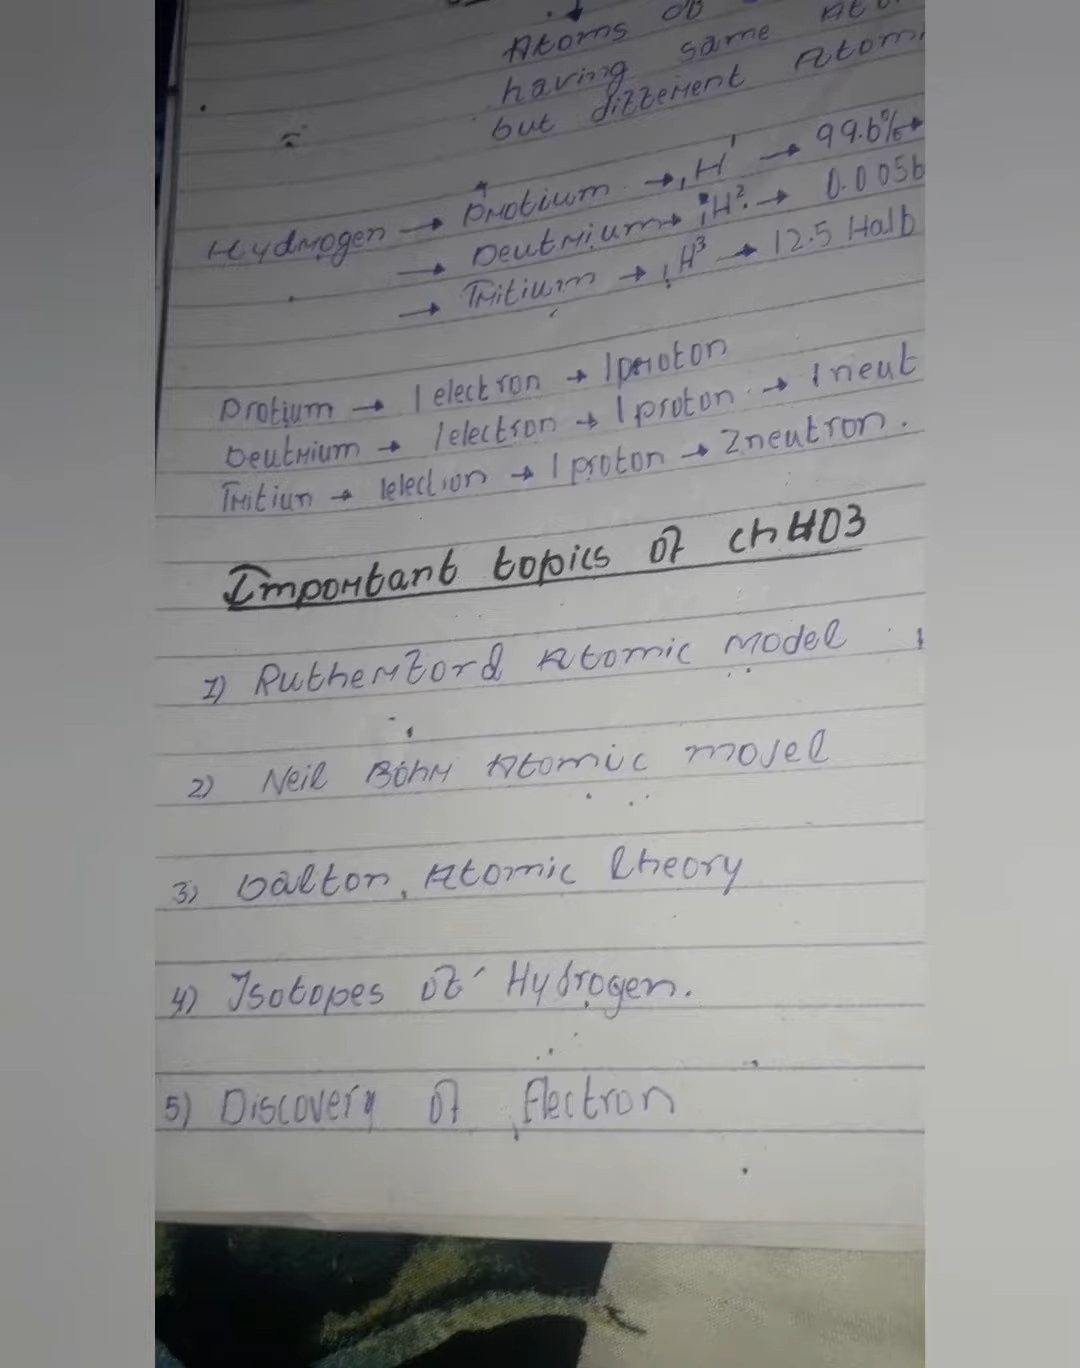 Atoms of
having same Ato
but different Atomi
Hydrogen → Protium → ₁H¹ → 99.6% →
→ Deutrium → ₁H² → 0.0056
→ Tritium → ₁H³ → 12.5 Half
Protium → 1 electron → 1 proton
Deutrium → 1 electron → 1 proton → 1 neut
Tritiun → 1 electron → 1 proton → 2 neutron.
Important topics of ch #03
1) Rutherford Atomic Model
2) Neil Bohr Atomic model
3) Dalton, Atomic theory
4) Isotopes of Hydrogen.
5) Discovery of Electron